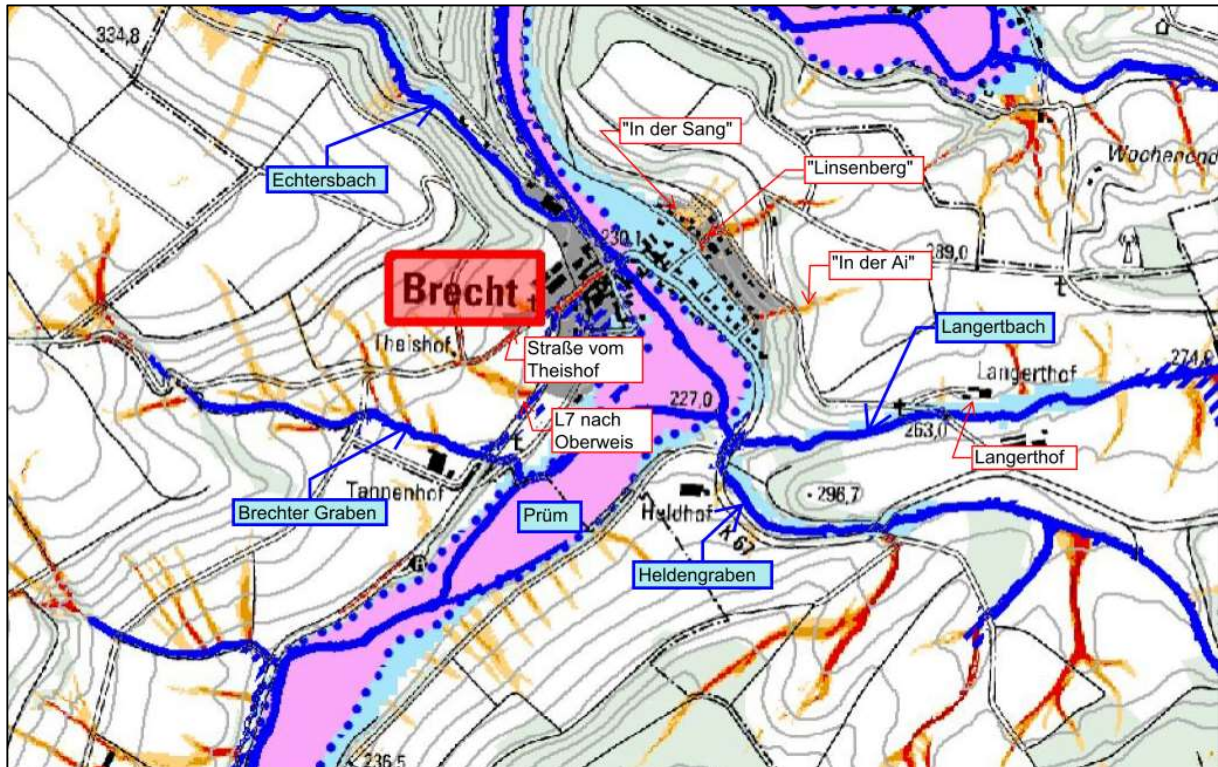 334,8
"In der Sang"
"Linsenberg"
Echtersbach
230,1
289,0
"In der Ai"
Brecht
Langertbach
Theishof
Straße vom
Theishof
Langerthof
274,9
227,0
263,0
L7 nach
Oberweis
Langerthof
Tannenhof
296,7
Brechter Graben
Prüm
Heldhof
K 67
Heldengraben
236,5